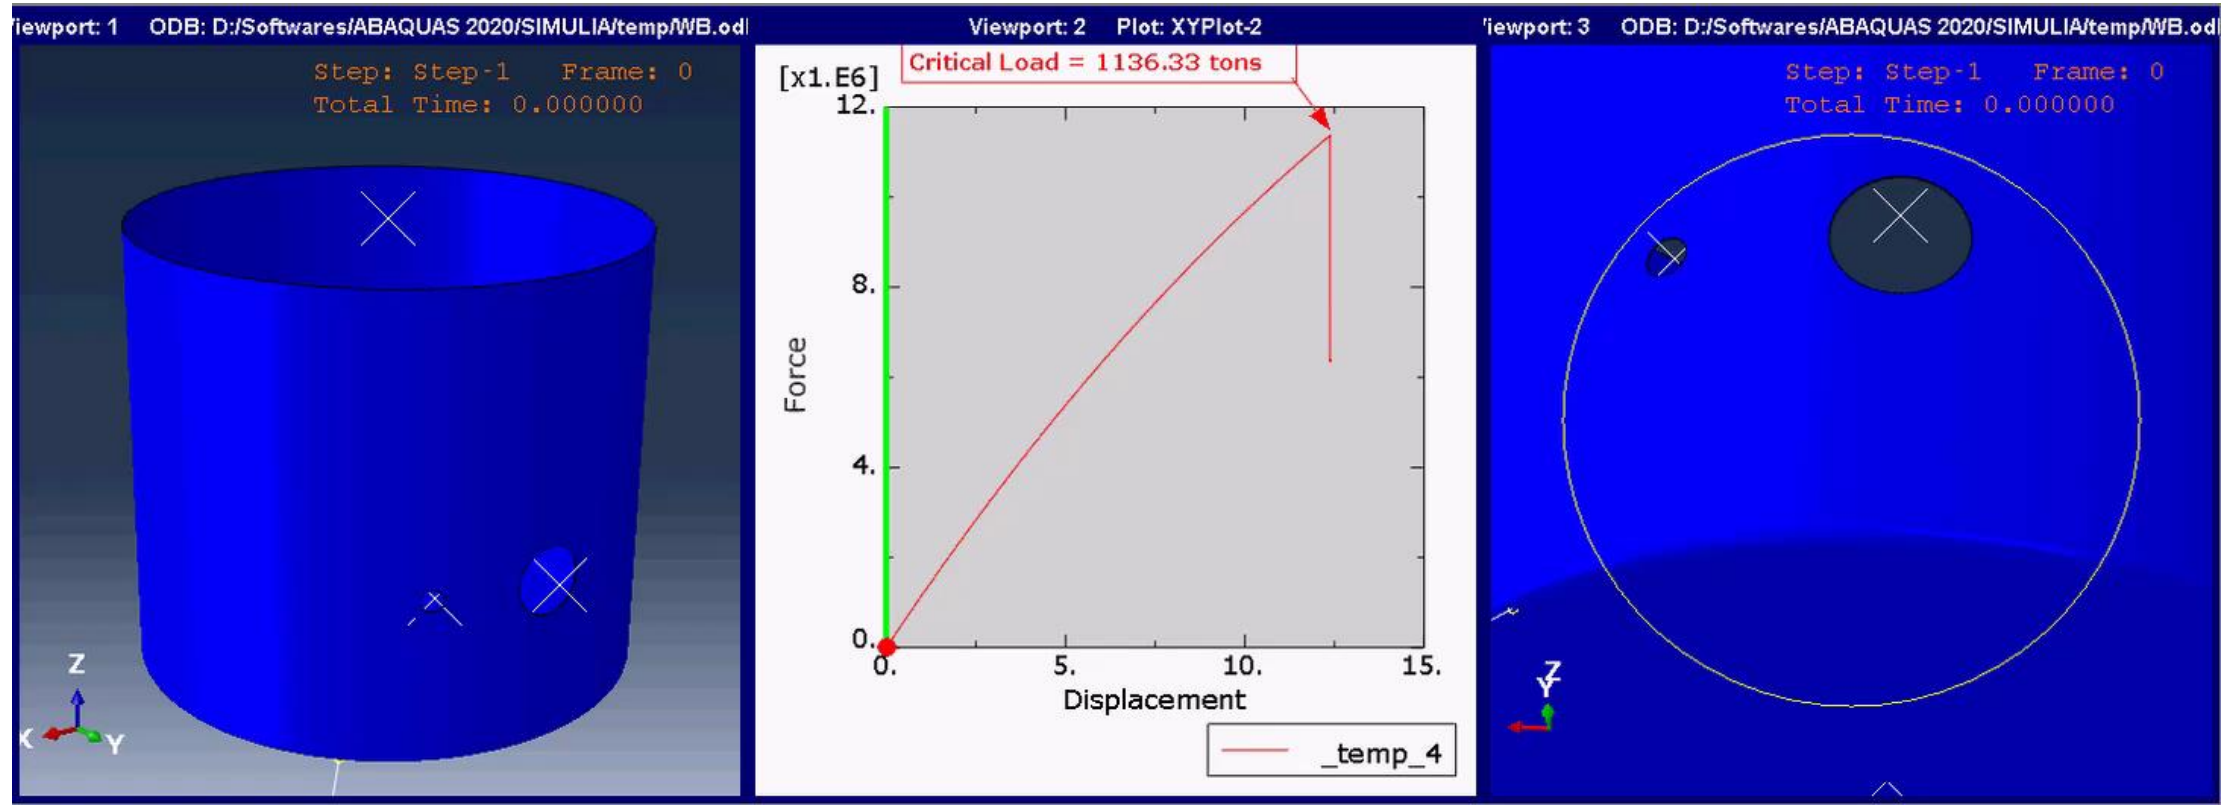 iewport: 1 ODB: D:/Softwares/ABAQUAS 2020/SIMULIA/temp/WB.od
Step: Step-1 Frame: 0
Total Time: 0.000000
Z
X
Y
Viewport: 2 Plot: XYPlot-2
Critical Load = 1136.33 tons
[x1.E6]
12.
8.
4.
0.
Force
0. 5. 10. 15.
Displacement
_temp_4
iewport: 3 ODB: D:/Softwares/ABAQUAS 2020/SIMULIA/temp/WB.od
Step: Step-1 Frame: 0
Total Time: 0.000000
Z
Y